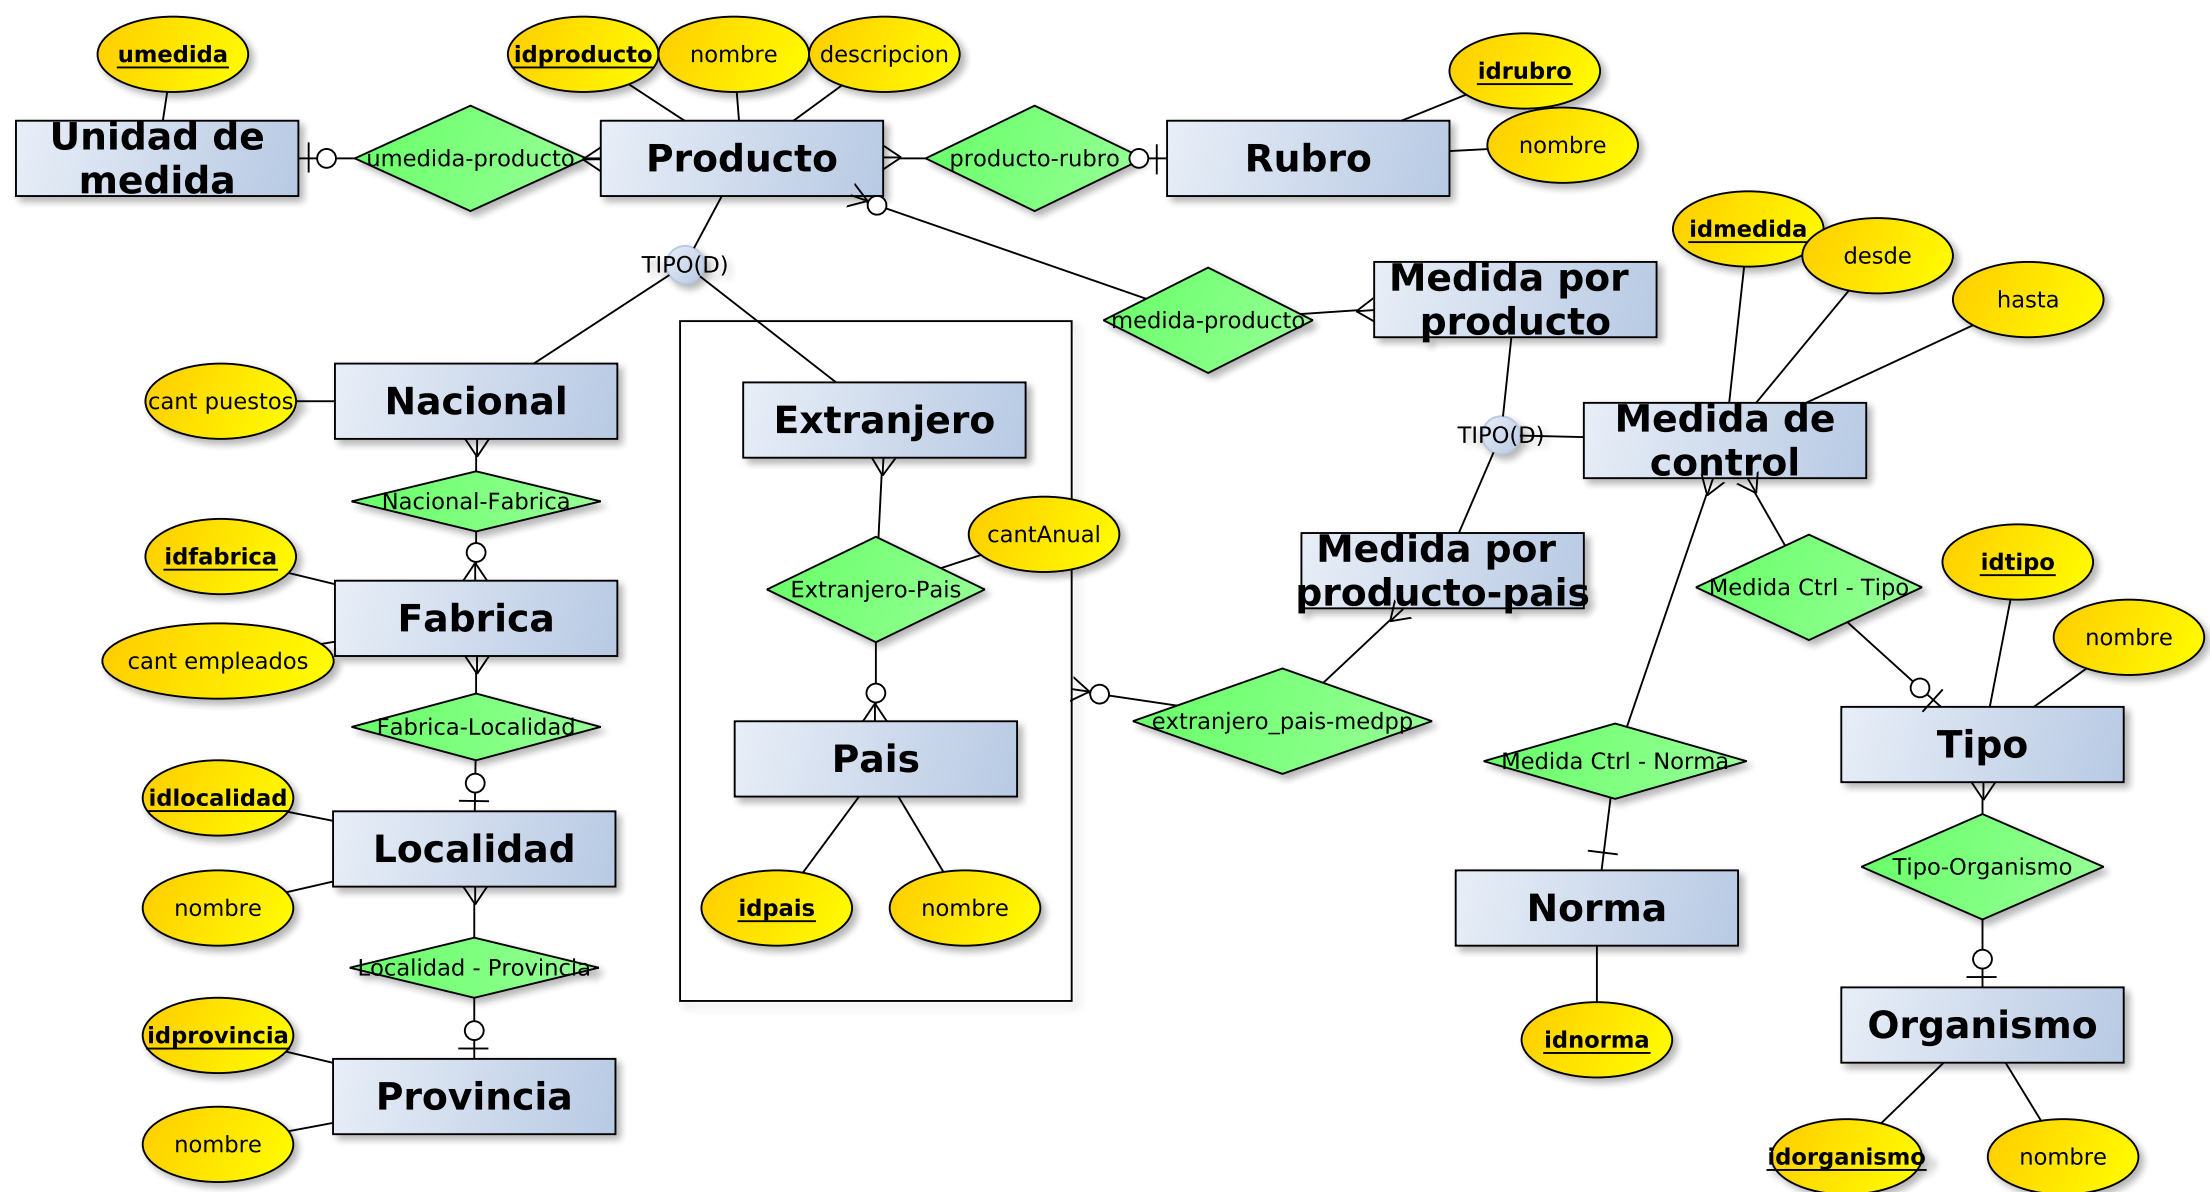 umedida
idproducto
nombre
descripcion
idrubro
Unidad de
medida
umedida-producto
Producto
producto-rubro
Rubro
nombre
idmedida
desde
hasta
TIPO(D)
medida-producto
Medida por
producto
cant puestos
Nacional
Extranjero
TIPO(D)
Medida de
control
Nacional-Fabrica
cantAnual
Extranjero-Pais
Medida por
producto-pais
Medida Ctrl - Tipo
idtipo
nombre
idfabrica
Fabrica
cant empleados
Fabrica-Localidad
Pais
extranjero_pais-medpp
Medida Ctrl - Norma
Tipo
idlocalidad
Localidad
nombre
idpais
nombre
Norma
Tipo-Organismo
Localidad - Provincia
idprovincia
Provincia
nombre
idnorma
Organismo
idorganismo
nombre